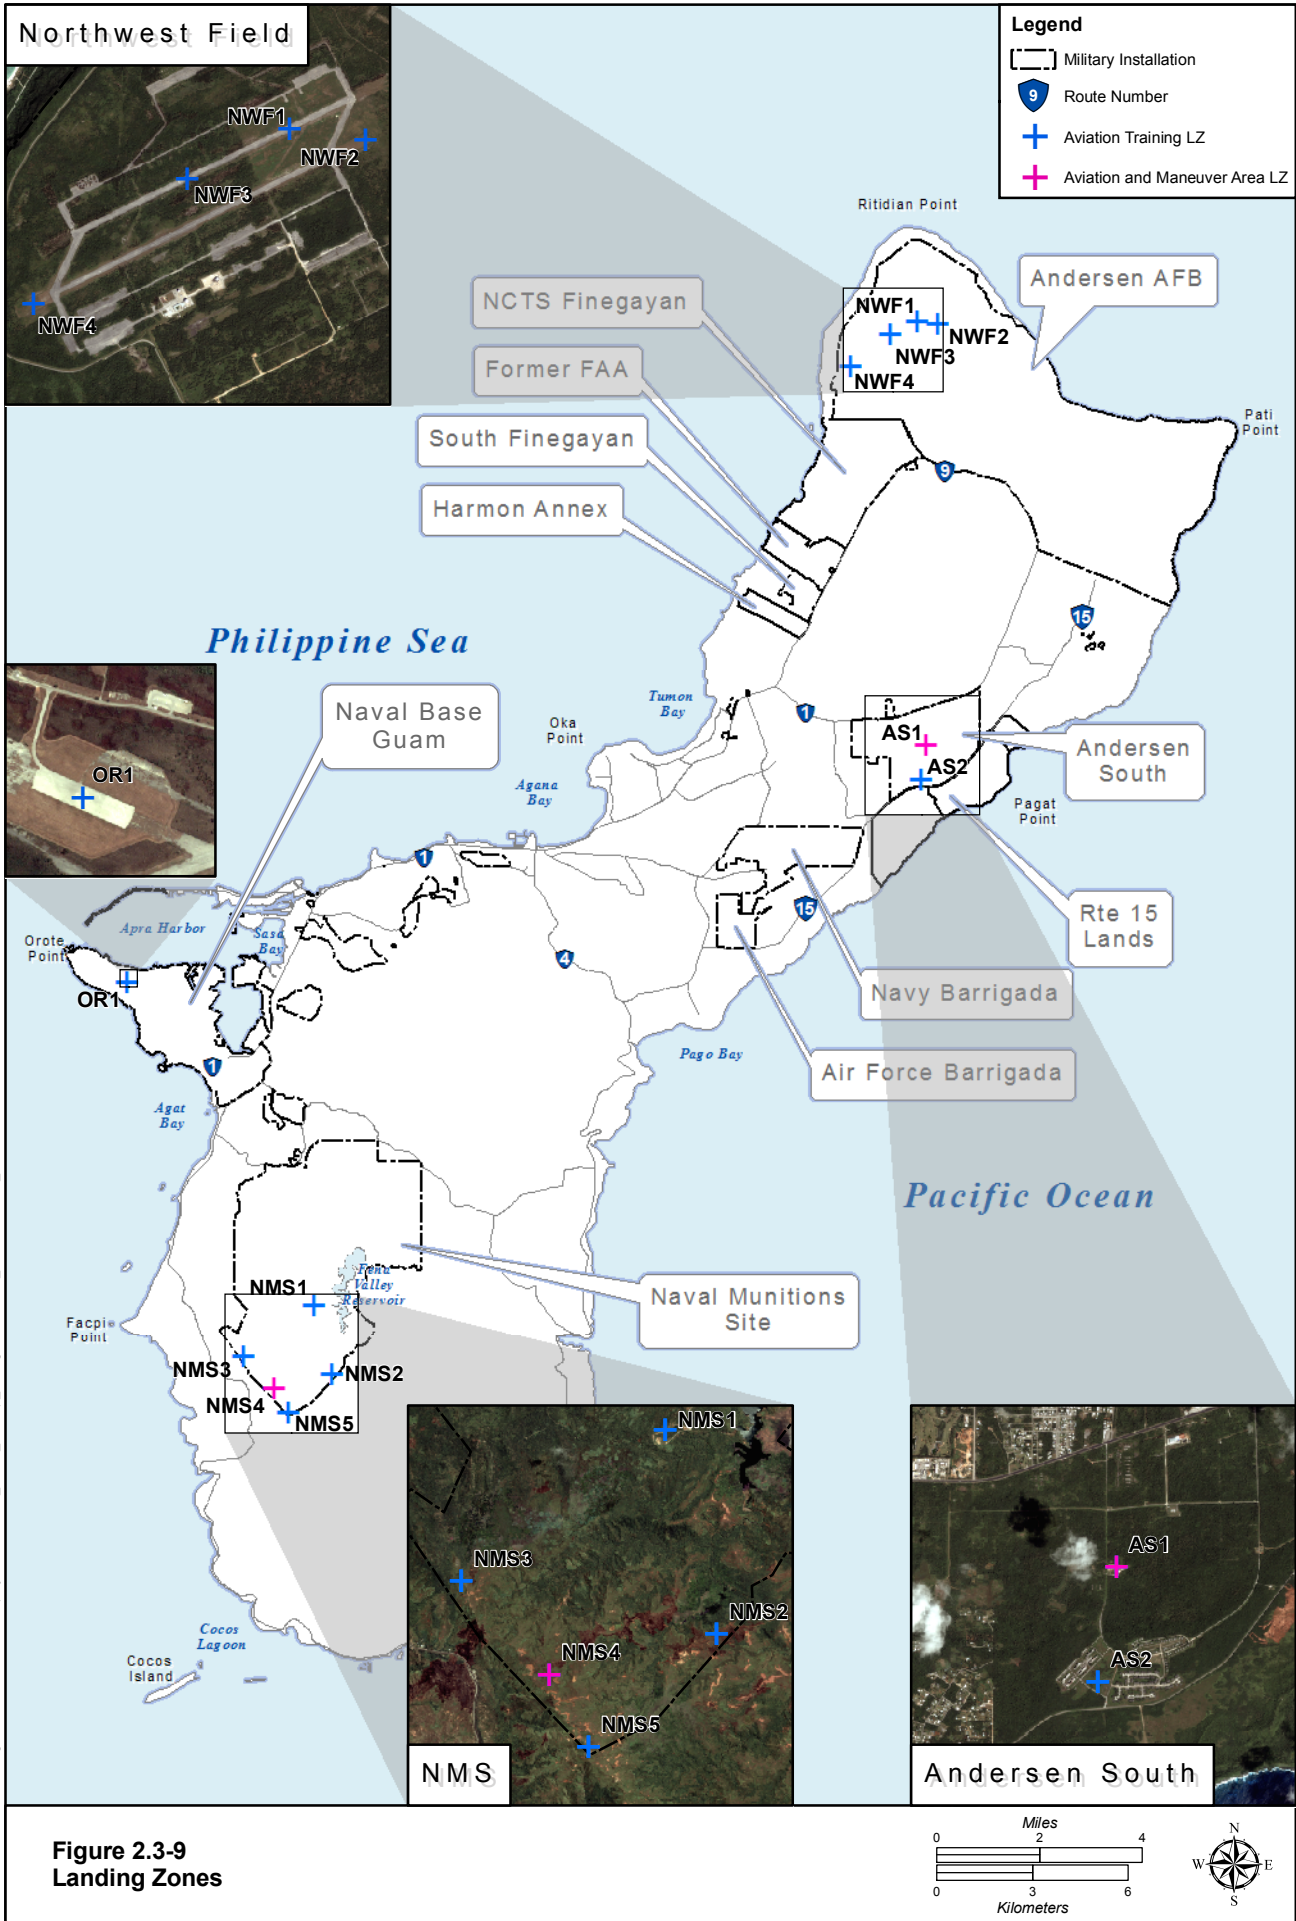 Northwest Field
NWF1
NWF2
NWF3
NWF4
Legend
Military Installation
9
Route Number
Aviation Training LZ
Aviation and Maneuver Area LZ
Ritidian Point
Andersen AFB
NCTS Finegayan
NWF1
NWF2
NWF3
NWF4
Former FAA
Pati
Point
South Finegayan
9
Harmon Annex
15
Philippine Sea
Naval Base
Guam
Tumon
Bay
Oka
Point
1
AS1
AS2
Andersen
South
OR1
Agana
Bay
Pagat
Point
1
Rte 15
Lands
15
Apra Harbor
Sasa
Bay
Orote
Point
4
OR1
Navy Barrigada
Pago Bay
Air Force Barrigada
1
Agat
Bay
Pacific Ocean
Fena
Valley
Reservoir
NMS1
Naval Munitions
Site
Facpi
Point
NMS3
NMS2
NMS4
NMS5
NMS1
NMS3
NMS2
NMS4
NMS5
NMS
AS1
AS2
Andersen South
Cocos
Lagoon
Cocos
Island
Figure 2.3-9
Landing Zones
Miles
0 2 4
0 3 6
Kilometers
N
W E
S